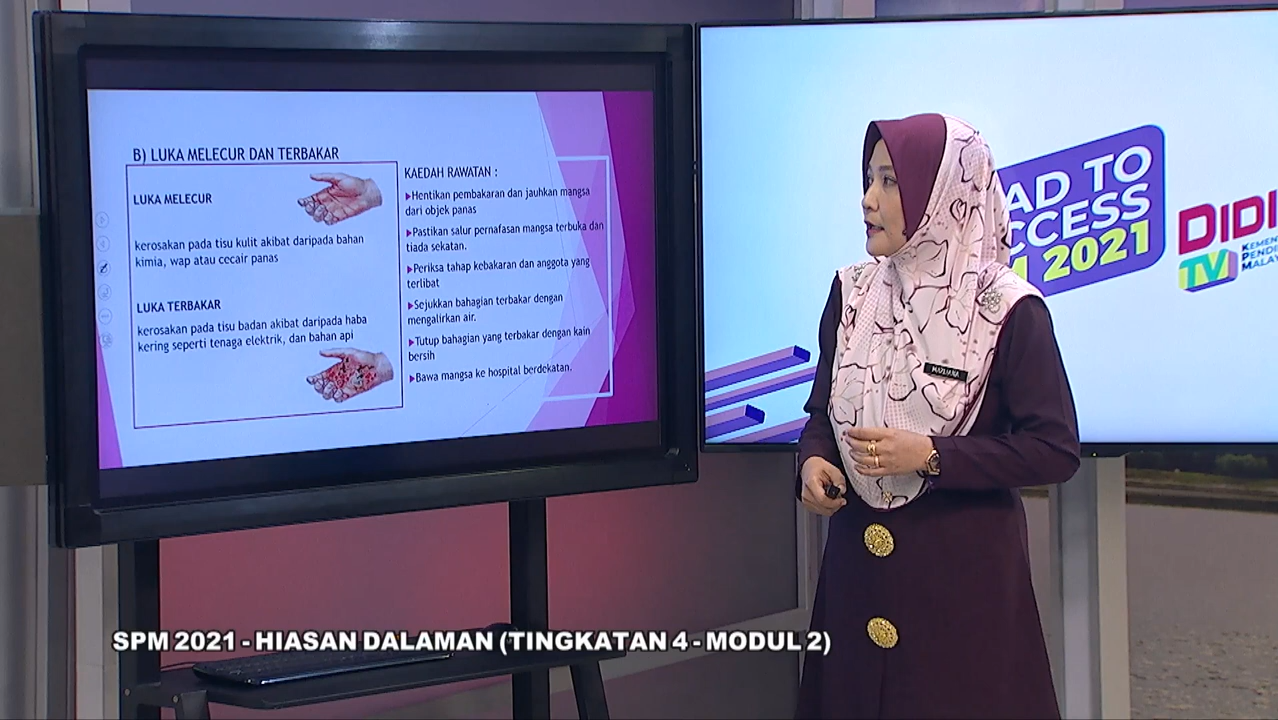 B) LUKA MELECUR DAN TERBAKAR
LUKA MELECUR
kerosakan pada tisu kulit akibat daripada bahan
kimia, wap atau cecair panas
LUKA TERBAKAR
kerosakan pada tisu badan akibat daripada haba
kering seperti tenaga elektrik, dan bahan api
KAEDAH RAWATAN :
Hentikan pembakaran dan jauhkan mangsa
dari objek panas
Pastikan salur pernafasan mangsa terbuka dan
tiada sekatan.
Periksa tahap kebakaran dan anggota yang
terlibat
Sejukkan bahagian terbakar dengan
mengalirkan air.
Tutup bahagian yang terbakar dengan kain
bersih
Bawa mangsa ke hospital berdekatan.
AD TO
CCESS
M 2021
DIDI
TV
KEMEN
PENDI
MALAY
MARLIANA
SPM 2021 - HIASAN DALAMAN (TINGKATAN 4 - MODUL 2)